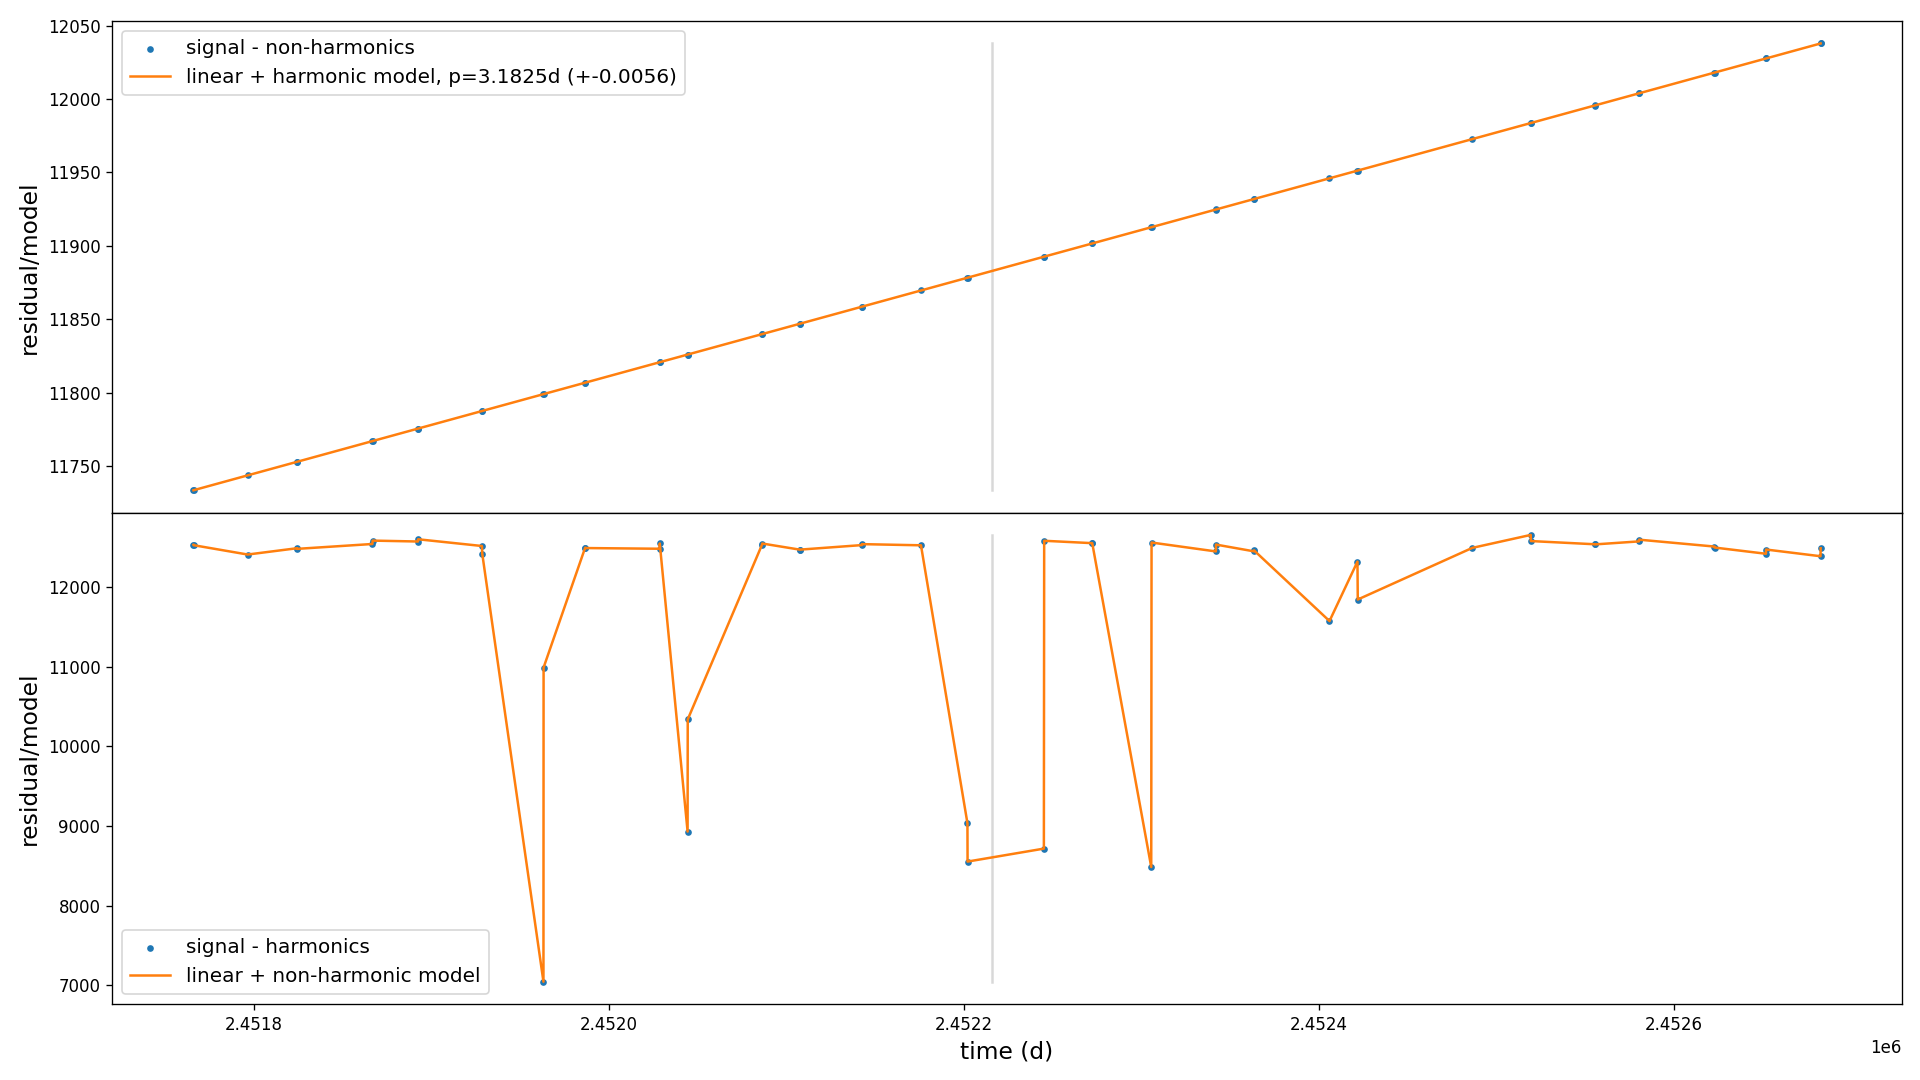 12050
12000
11950
11900
11850
11800
11750
residual/model
signal - non-harmonics
linear + harmonic model, p=3.1825d (+-0.0056)
12000
11000
10000
9000
8000
7000
residual/model
signal - harmonics
linear + non-harmonic model
2.4518
2.4520
2.4522
2.4524
2.4526
1e6
time (d)